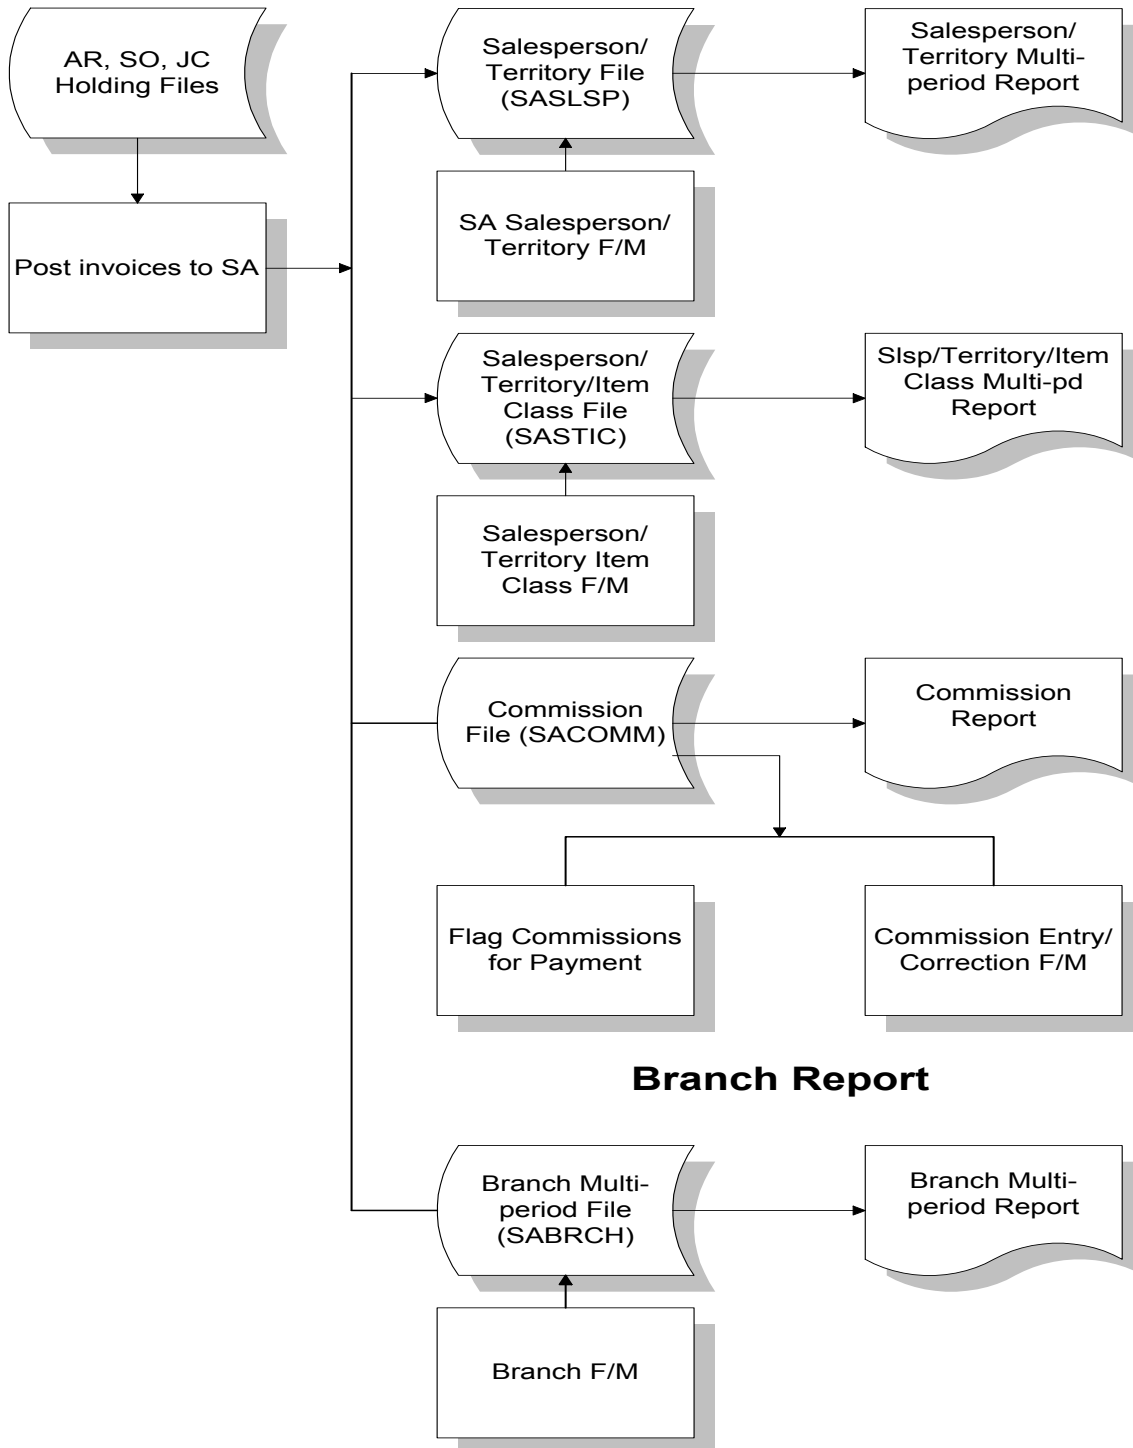 AR, SO, JC
Holding Files
Salesperson/
Territory File
(SASLSP)
Salesperson/
Territory Multi-
period Report
Post invoices to SA
SA Salesperson/
Territory F/M
Salesperson/
Territory/Item
Class File
(SASTIC)
Slsp/Territory/Item
Class Multi-pd
Report
Salesperson/
Territory Item
Class F/M
Commission
File (SACOMM)
Commission
Report
Flag Commissions
for Payment
Commission Entry/
Correction F/M
Branch Report
Branch Multi-
period File
(SABRCH)
Branch Multi-
period Report
Branch F/M